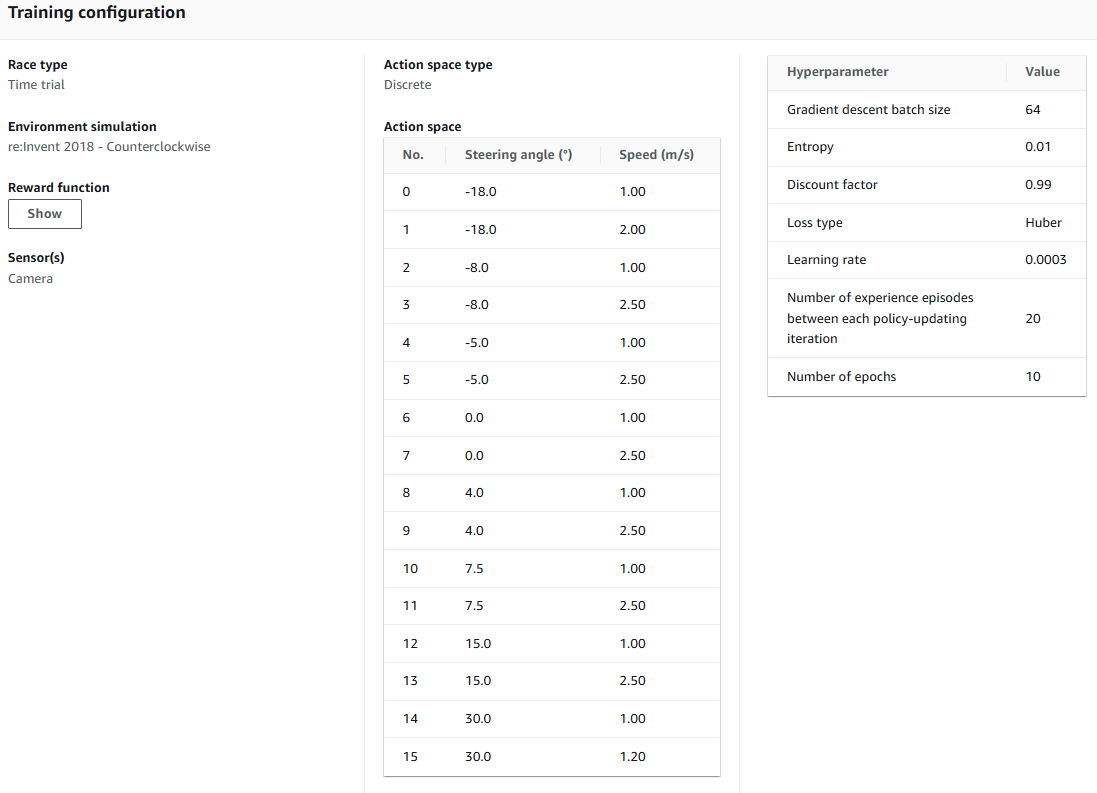 Training configuration
Race type
Time trial
Environment simulation
re:Invent 2018 - Counterclockwise
Reward function
Show
Sensor(s)
Camera
Action space type
Discrete
Action space
No. Steering angle (°) Speed (m/s)
0 -18.0 1.00
1 -18.0 2.00
2 -8.0 1.00
3 -8.0 2.50
4 -5.0 1.00
5 -5.0 2.50
6 0.0 1.00
7 0.0 2.50
8 4.0 1.00
9 4.0 2.50
10 7.5 1.00
11 7.5 2.50
12 15.0 1.00
13 15.0 2.50
14 30.0 1.00
15 30.0 1.20
Hyperparameter Value
Gradient descent batch size 64
Entropy 0.01
Discount factor 0.99
Loss type Huber
Learning rate 0.0003
Number of experience episodes
between each policy-updating 20
iteration
Number of epochs 10